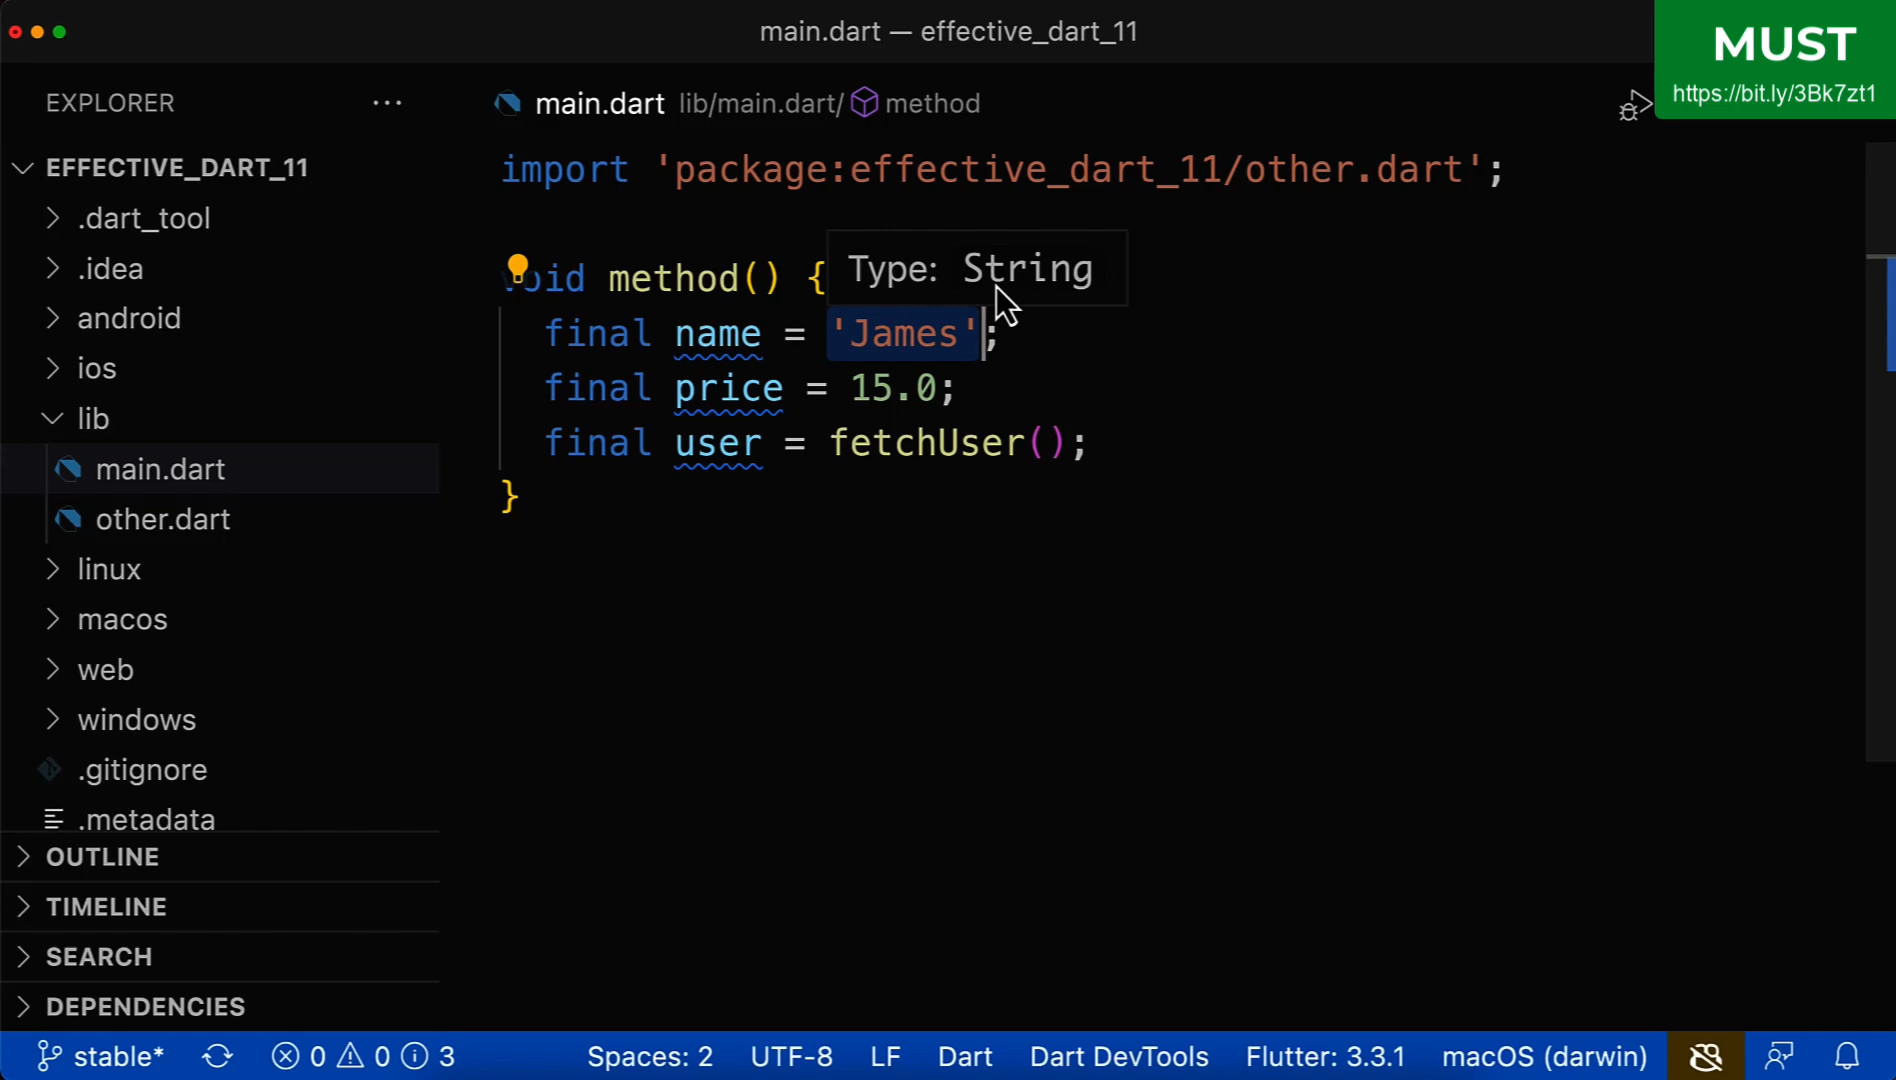 main.dart — effective_dart_11
MUST
https://bit.ly/3Bk7zt1
EXPLORER
main.dart lib/main.dart/ method
EFFECTIVE_DART_11
.dart_tool
.idea
android
ios
lib
main.dart
other.dart
linux
macos
web
windows
.gitignore
.metadata
OUTLINE
TIMELINE
SEARCH
DEPENDENCIES
import 'package:effective_dart_11/other.dart';
void method() {
Type: String
final name = 'James';
final price = 15.0;
final user = fetchUser();
}
stable* 0 0 3 Spaces: 2 UTF-8 LF Dart Dart DevTools Flutter: 3.3.1 macOS (darwin)